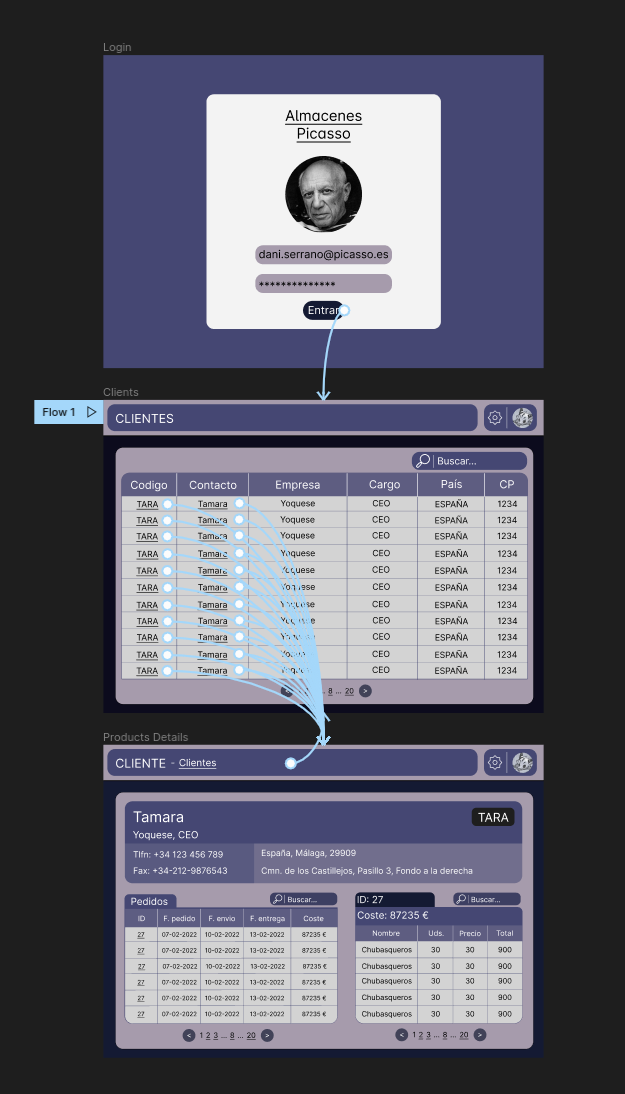 Login
Almacenes
Picasso
dani.serrano@picasso.es
**************
Entrar
Clients
Flow 1
CLIENTES
Buscar...
Codigo Contacto Empresa Cargo País CP
TARA Tamara Yoquese CEO ESPAÑA 1234
TARA Tamara Yoquese CEO ESPAÑA 1234
TARA Tamara Yoquese CEO ESPAÑA 1234
TARA Tamara Yoquese CEO ESPAÑA 1234
TARA Tamara Yoquese CEO ESPAÑA 1234
TARA Tamara Yoquese CEO ESPAÑA 1234
TARA Tamara Yoquese CEO ESPAÑA 1234
TARA Tamara Yoquese CEO ESPAÑA 1234
TARA Tamara Yoquese CEO ESPAÑA 1234
TARA Tamara Yoquese CEO ESPAÑA 1234
TARA Tamara Yoquese CEO ESPAÑA 1234
< ... 8 ... 20 >
Products Details
CLIENTE - Clientes
Tamara TARA
Yoquese, CEO
Tlfn: +34 123 456 789
España, Málaga, 29909
Fax: +34-212-9876543
Cmn. de los Castillejos, Pasillo 3, Fondo a la derecha
Pedidos
Buscar...
ID F. pedido F. envio F. entrega Coste
27 07-02-2022 10-02-2022 13-02-2022 87235 €
27 07-02-2022 10-02-2022 13-02-2022 87235 €
27 07-02-2022 10-02-2022 13-02-2022 87235 €
27 07-02-2022 10-02-2022 13-02-2022 87235 €
27 07-02-2022 10-02-2022 13-02-2022 87235 €
27 07-02-2022 10-02-2022 13-02-2022 87235 €
< 1 2 3 ... 8 ... 20 >
ID: 27
Buscar...
Coste: 87235 €
Nombre Uds. Precio Total
Chubasqueros 30 30 900
Chubasqueros 30 30 900
Chubasqueros 30 30 900
Chubasqueros 30 30 900
Chubasqueros 30 30 900
< 1 2 3 ... 8 ... 20 >